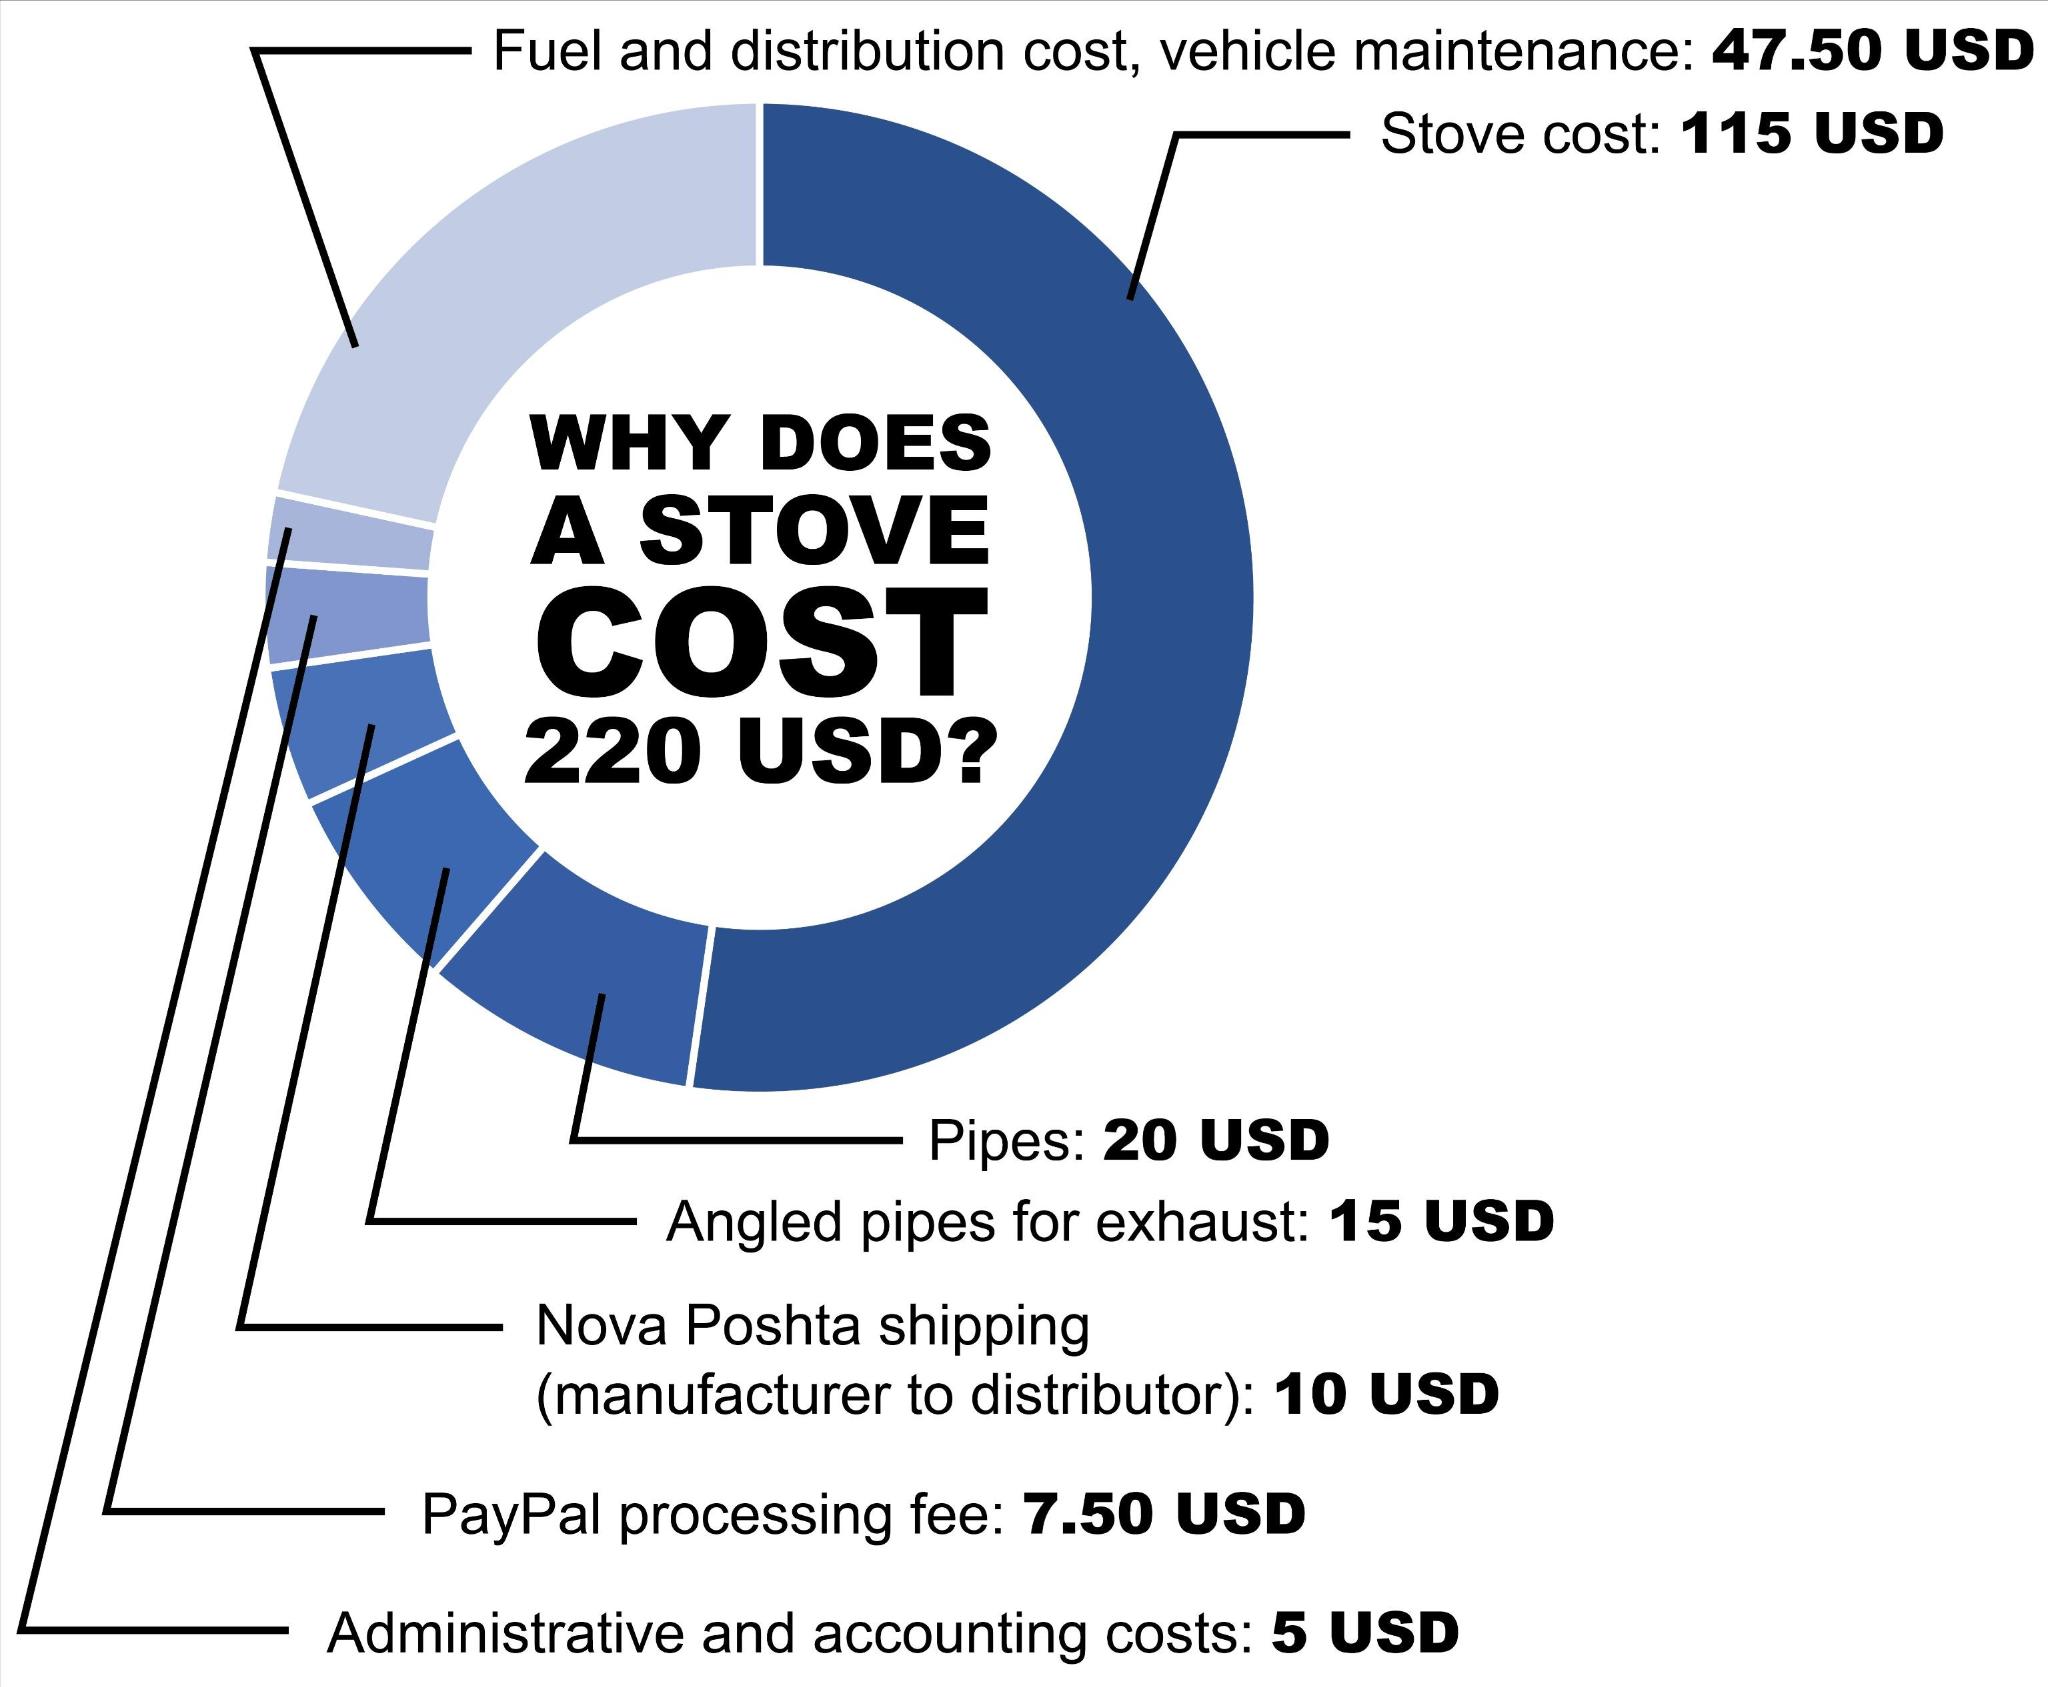 Fuel and distribution cost, vehicle maintenance: 47.50 USD
Stove cost: 115 USD
WHY DOES
A STOVE
COST
220 USD?
Pipes: 20 USD
Angled pipes for exhaust: 15 USD
Nova Poshta shipping
(manufacturer to distributor): 10 USD
PayPal processing fee: 7.50 USD
Administrative and accounting costs: 5 USD